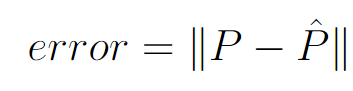 error = ‖P − P̂‖